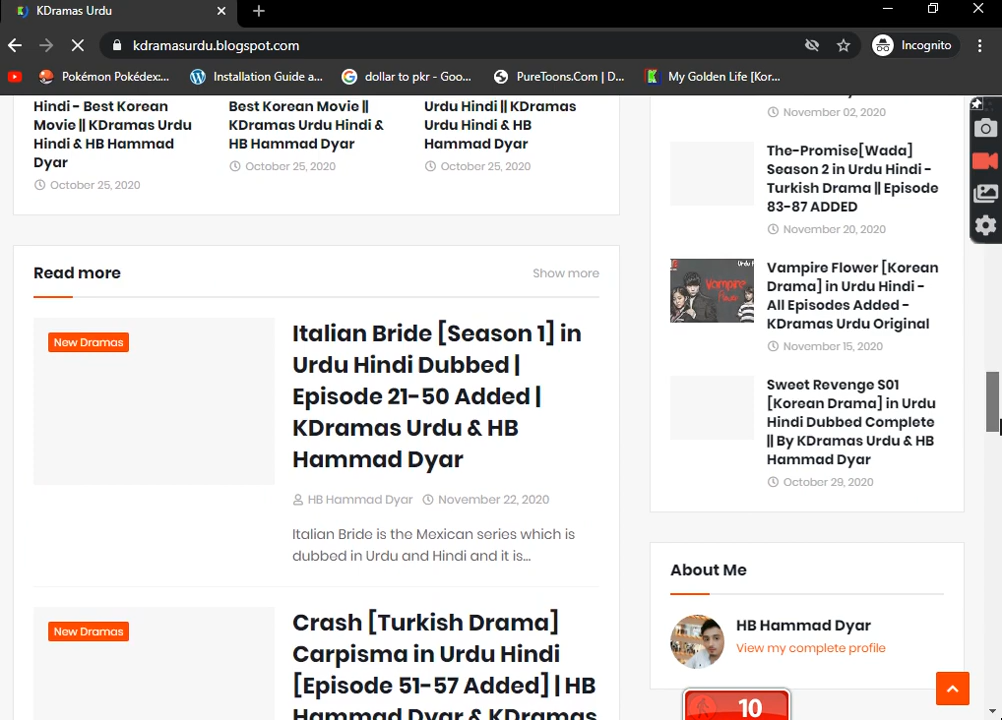 KDramas Urdu
kdramasurdu.blogspot.com
Incognito
Pokémon Pokédex:...
Installation Guide a...
dollar to pkr - Goo...
PureToons.Com | D...
My Golden Life [Kor...
Hindi - Best Korean
Movie || KDramas Urdu
Hindi & HB Hammad
Dyar
October 25, 2020
Best Korean Movie ||
KDramas Urdu Hindi &
HB Hammad Dyar
October 25, 2020
Urdu Hindi || KDramas
Urdu Hindi & HB
Hammad Dyar
October 25, 2020
Read more
Show more
New Dramas
Italian Bride [Season 1] in
Urdu Hindi Dubbed |
Episode 21-50 Added |
KDramas Urdu & HB
Hammad Dyar
HB Hammad Dyar
November 22, 2020
Italian Bride is the Mexican series which is
dubbed in Urdu and Hindi and it is...
New Dramas
Crash [Turkish Drama]
Carpisma in Urdu Hindi
[Episode 51-57 Added] | HB
Hammad Dyar & KDramas
November 02, 2020
The-Promise[Wada]
Season 2 in Urdu Hindi -
Turkish Drama || Episode
83-87 ADDED
November 20, 2020
Vampire
Vampire Flower [Korean
Drama] in Urdu Hindi -
All Episodes Added -
KDramas Urdu Original
November 15, 2020
Sweet Revenge S01
[Korean Drama] in Urdu
Hindi Dubbed Complete
|| By KDramas Urdu & HB
Hammad Dyar
October 29, 2020
About Me
HB Hammad Dyar
View my complete profile
10